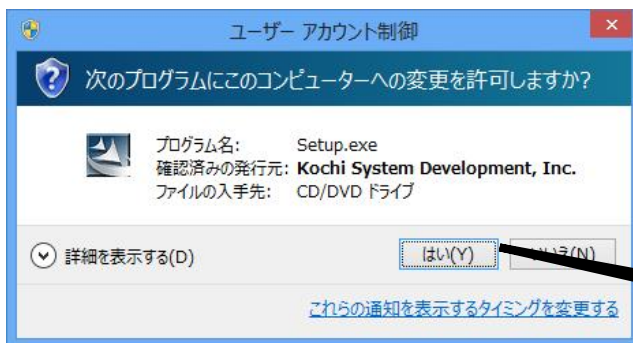 ユーザー アカウント制御
次のプログラムにこのコンピューターへの変更を許可しますか?
プログラム名: Setup.exe
確認済みの発行元: Kochi System Development, Inc.
ファイルの入手先: CD/DVD ドライブ
詳細を表示する(D) はい(Y) いいえ(N)
これらの通知を表示するタイミングを変更する